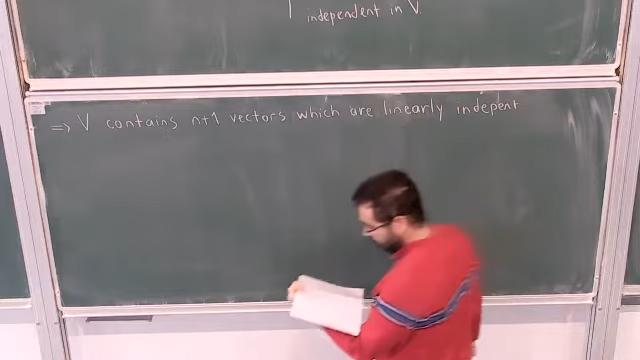 independent in V.
=> V contains n+1 vectors which are linearly indepent